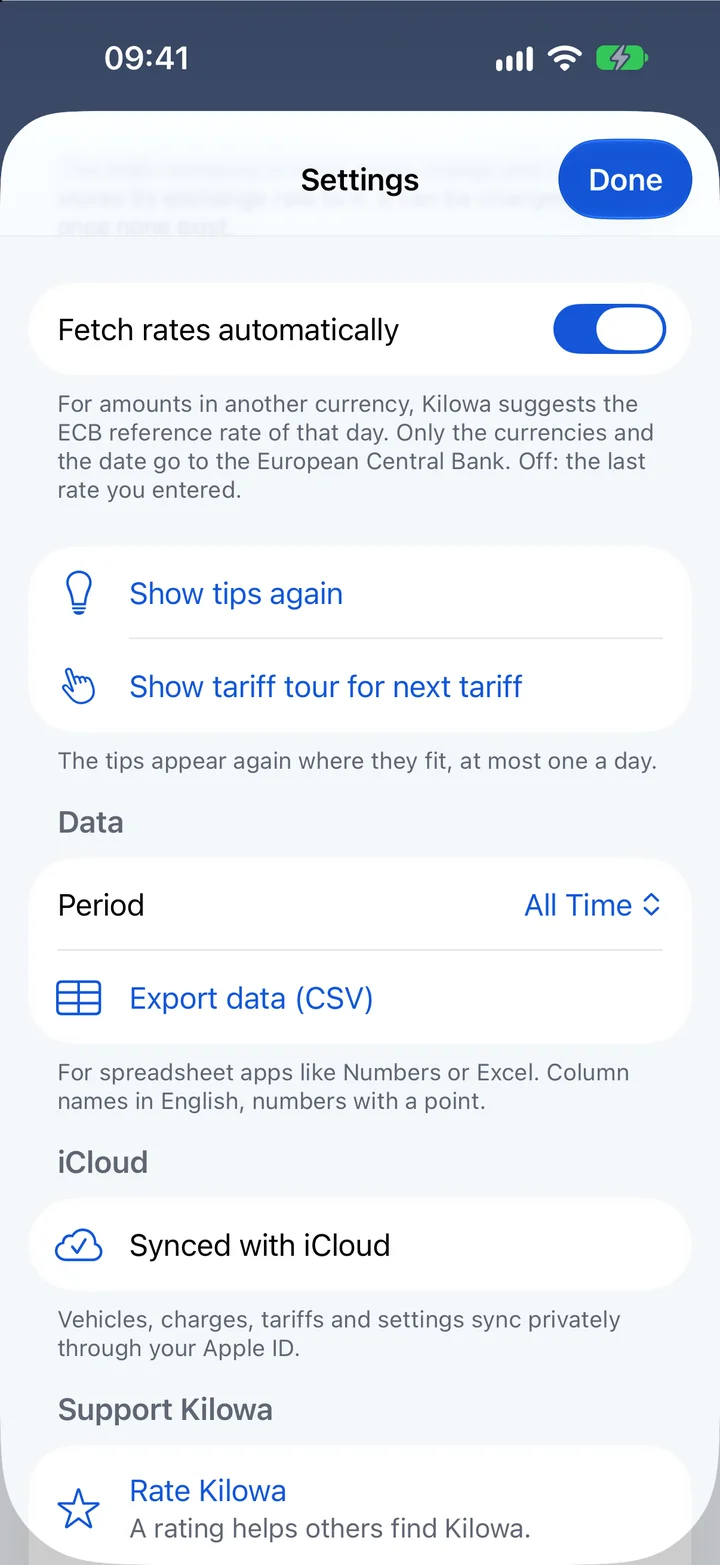 09:41
Settings
Done
once none exist.
Fetch rates automatically
For amounts in another currency, Kilowa suggests the
ECB reference rate of that day. Only the currencies and
the date go to the European Central Bank. Off: the last
rate you entered.
Show tips again
Show tariff tour for next tariff
The tips appear again where they fit, at most one a day.
Data
Period
All Time
Export data (CSV)
For spreadsheet apps like Numbers or Excel. Column
names in English, numbers with a point.
iCloud
Synced with iCloud
Vehicles, charges, tariffs and settings sync privately
through your Apple ID.
Support Kilowa
Rate Kilowa
A rating helps others find Kilowa.